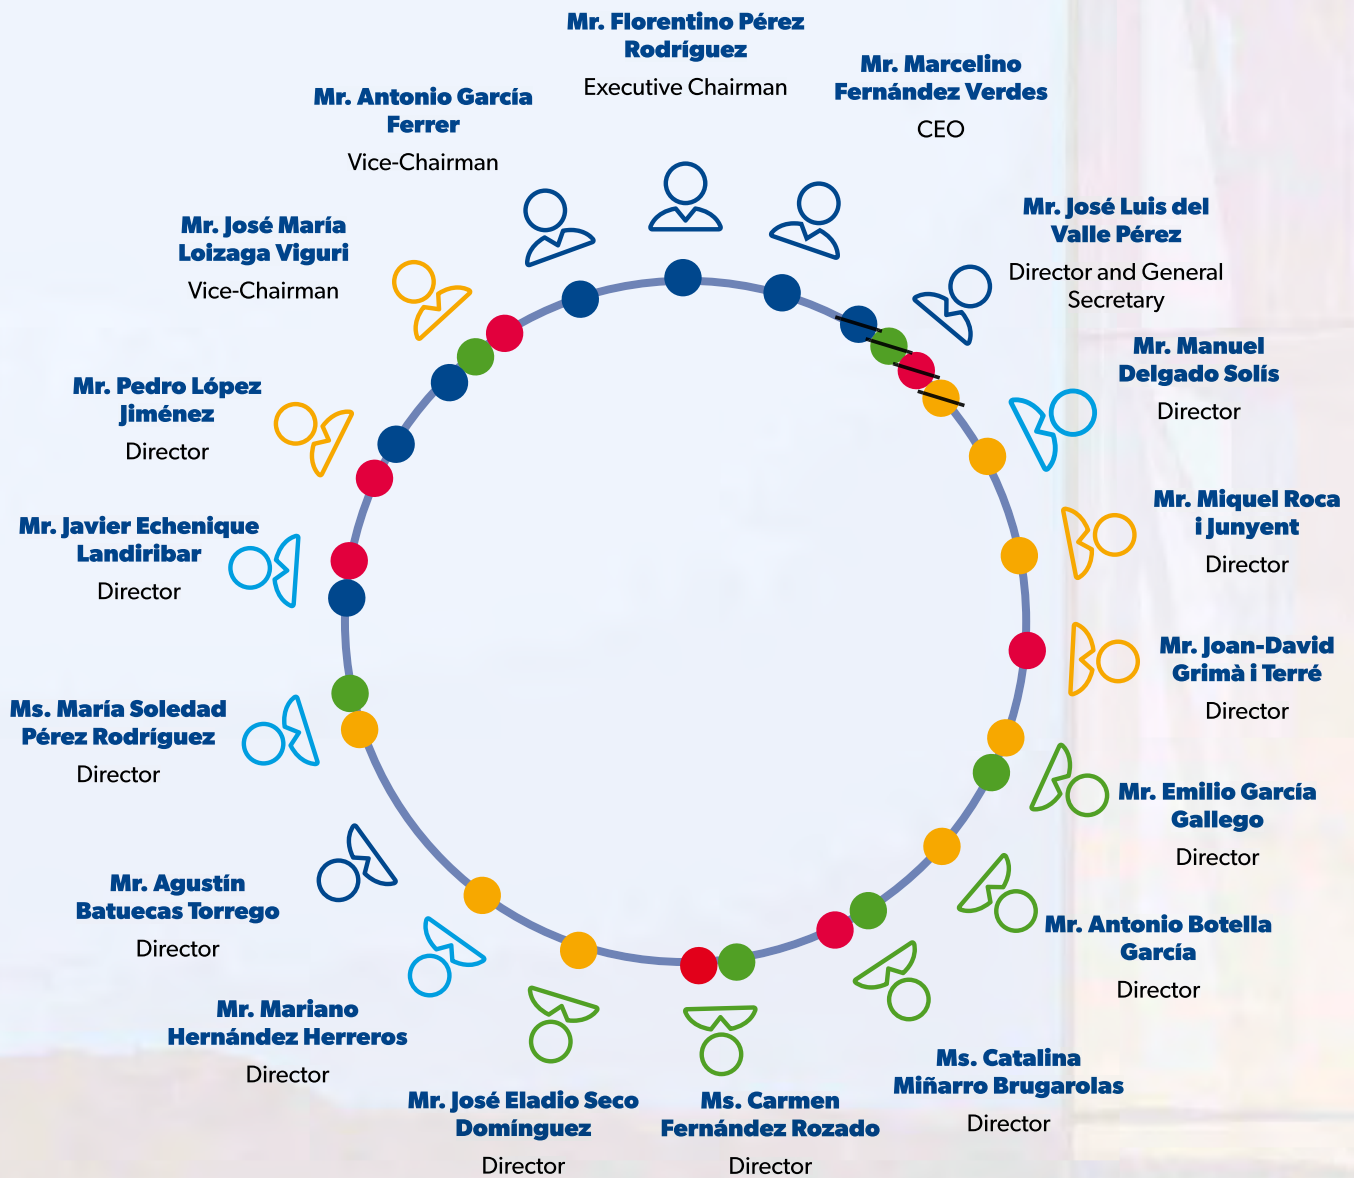 Mr. Florentino Pérez
Rodríguez
Executive Chairman
Mr. Marcelino
Fernández Verdes
CEO
Mr. José Luis del
Valle Pérez
Director and General
Secretary
Mr. Manuel
Delgado Solís
Director
Mr. Miquel Roca
i Junyent
Director
Mr. Joan-David
Grimà i Terré
Director
Mr. Emilio García
Gallego
Director
Mr. Antonio Botella
García
Director
Ms. Catalina
Miñarro Brugarolas
Director
Ms. Carmen
Fernández Rozado
Director
Mr. José Eladio Seco
Domínguez
Director
Mr. Mariano
Hernández Herreros
Director
Mr. Agustín
Batuecas Torrego
Director
Ms. María Soledad
Pérez Rodríguez
Director
Mr. Javier Echenique
Landiribar
Director
Mr. Pedro López
Jiménez
Director
Mr. José María
Loizaga Viguri
Vice-Chairman
Mr. Antonio García
Ferrer
Vice-Chairman